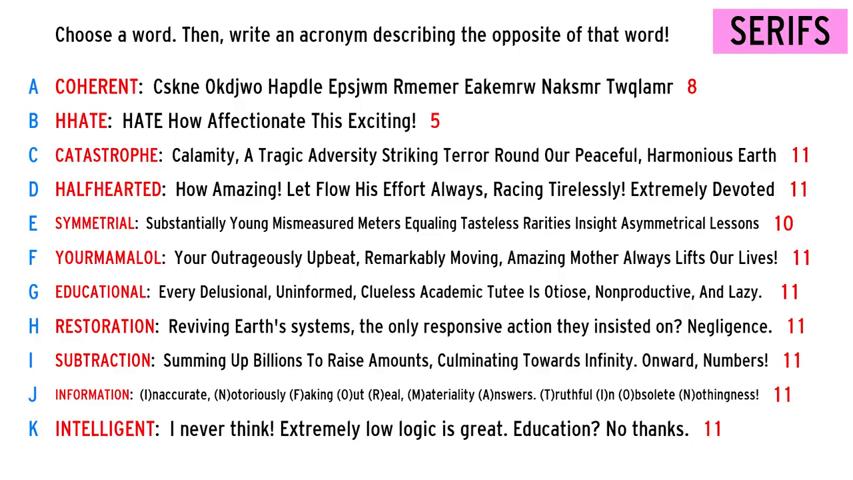 Choose a word. Then, write an acronym describing the opposite of that word!
SERIFS
A COHERENT: Cskne Okdjwo Hapdle Epsjwm Rmemer Eakemrw Naksmr Twqlamr 8
B HHATE: HATE How Affectionate This Exciting! 5
C CATASTROPHE: Calamity, A Tragic Adversity Striking Terror Round Our Peaceful, Harmonious Earth 11
D HALFHEARTED: How Amazing! Let Flow His Effort Always, Racing Tirelessly! Extremely Devoted 11
E SYMMETRIAL: Substantially Young Mismeasured Meters Equaling Tasteless Rarities Insight Asymmetrical Lessons 10
F YOURMAMALOL: Your Outrageously Upbeat, Remarkably Moving, Amazing Mother Always Lifts Our Lives! 11
G EDUCATIONAL: Every Delusional, Uninformed, Clueless Academic Tutee Is Otiose, Nonproductive, And Lazy. 11
H RESTORATION: Reviving Earth's systems, the only responsive action they insisted on? Negligence. 11
I SUBTRACTION: Summing Up Billions To Raise Amounts, Culminating Towards Infinity. Onward, Numbers! 11
J INFORMATION: (I)naccurate, (N)otoriously (F)aking (O)ut (R)eal, (M)ateriality (A)nswers. (T)ruthful (I)n (O)bsolete (N)othingness! 11
K INTELLIGENT: I never think! Extremely low logic is great. Education? No thanks. 11